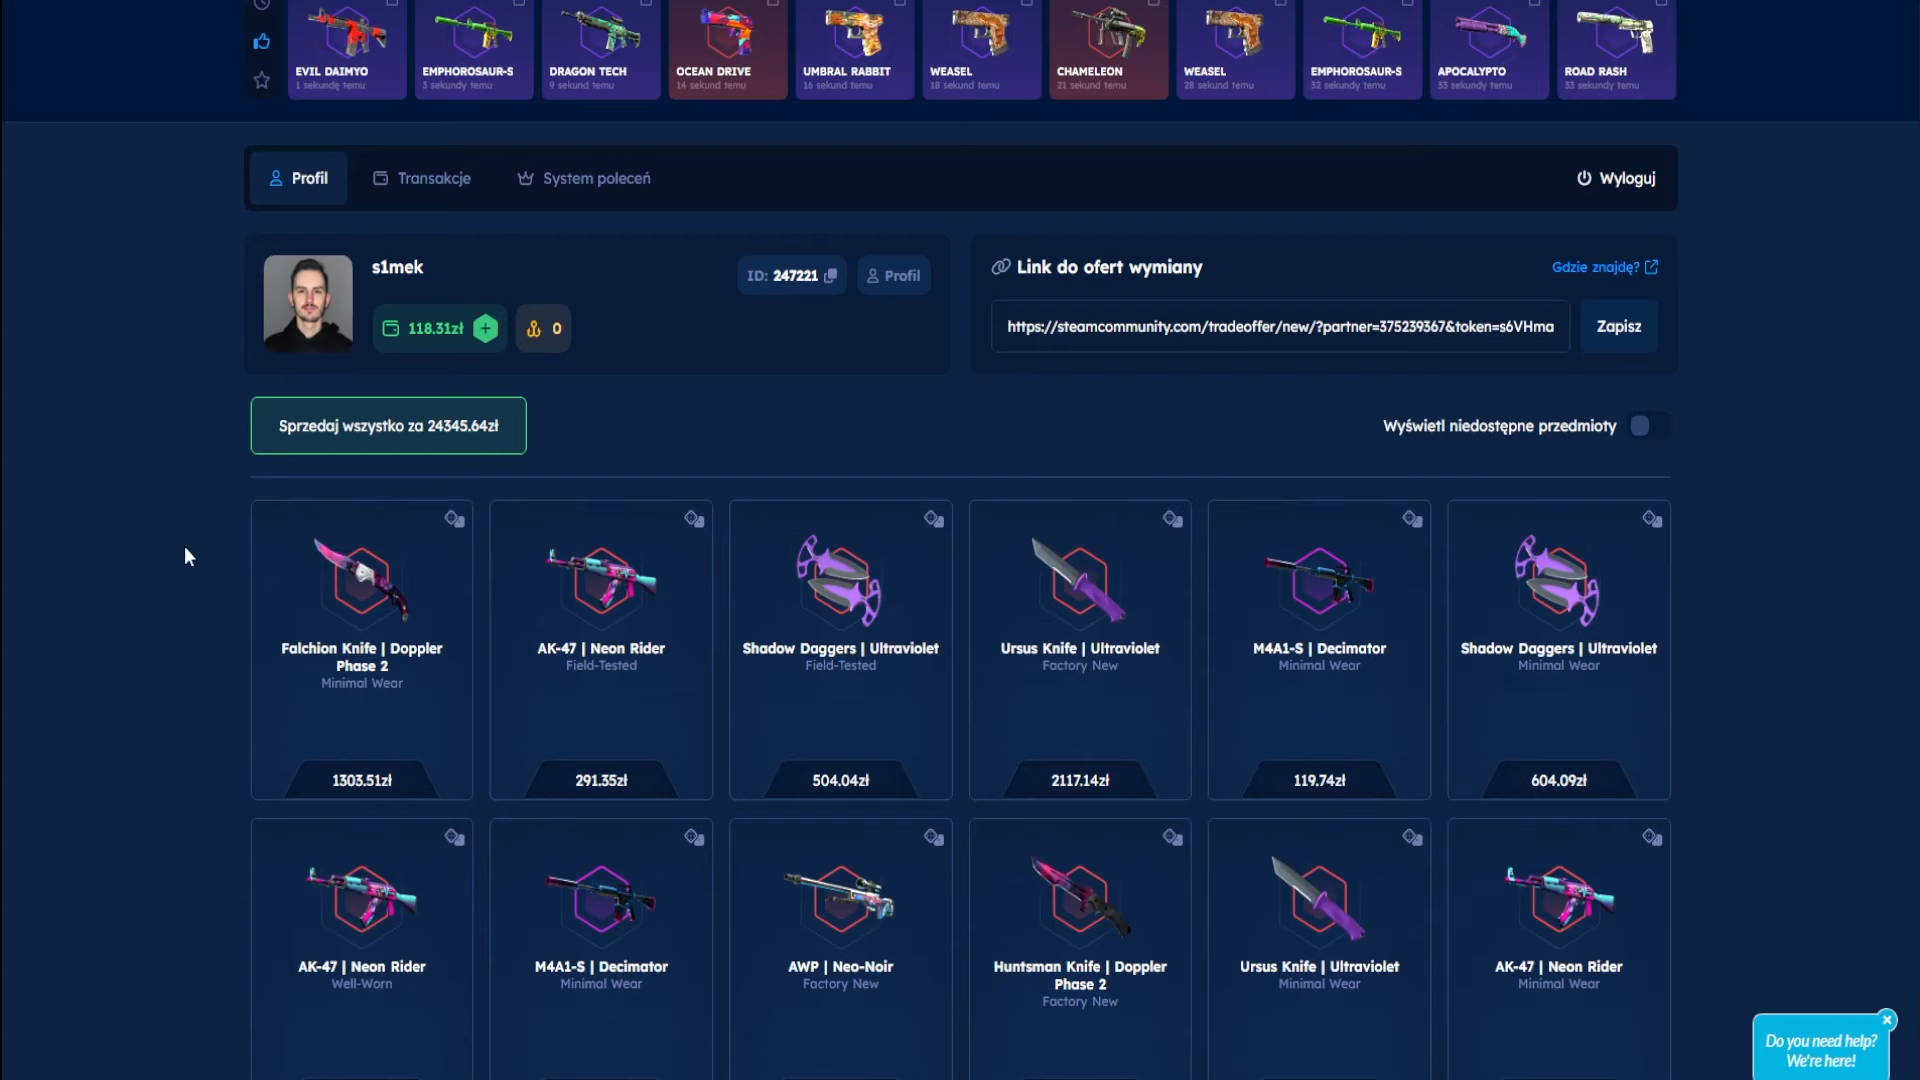 EVIL DAIMYO
1 sekundę temu
EMPHOROSAUR-S
3 sekundy temu
DRAGON TECH
9 sekund temu
OCEAN DRIVE
14 sekund temu
UMBRAL RABBIT
16 sekund temu
WEASEL
18 sekund temu
CHAMELEON
21 sekund temu
WEASEL
28 sekund temu
EMPHOROSAUR-S
32 sekundy temu
APOCALYPTO
33 sekundy temu
ROAD RASH
33 sekundy temu
Profil
Transakcje
System poleceń
Wyloguj
s1mek
ID: 247221
Profil
118.31zł
0
Link do ofert wymiany
Gdzie znajdę?
https://steamcommunity.com/tradeoffer/new/?partner=375239367&token=s6VHma
Zapisz
Sprzedaj wszystko za 24345.64zł
Wyświetl niedostępne przedmioty
Falchion Knife | Doppler
Phase 2
Minimal Wear
1303.51zł
AK-47 | Neon Rider
Field-Tested
291.35zł
Shadow Daggers | Ultraviolet
Field-Tested
504.04zł
Ursus Knife | Ultraviolet
Factory New
2117.14zł
M4A1-S | Decimator
Minimal Wear
119.74zł
Shadow Daggers | Ultraviolet
Minimal Wear
604.09zł
AK-47 | Neon Rider
Well-Worn
M4A1-S | Decimator
Minimal Wear
AWP | Neo-Noir
Factory New
Huntsman Knife | Doppler
Phase 2
Factory New
Ursus Knife | Ultraviolet
Minimal Wear
AK-47 | Neon Rider
Minimal Wear
Do you need help?
We're here!